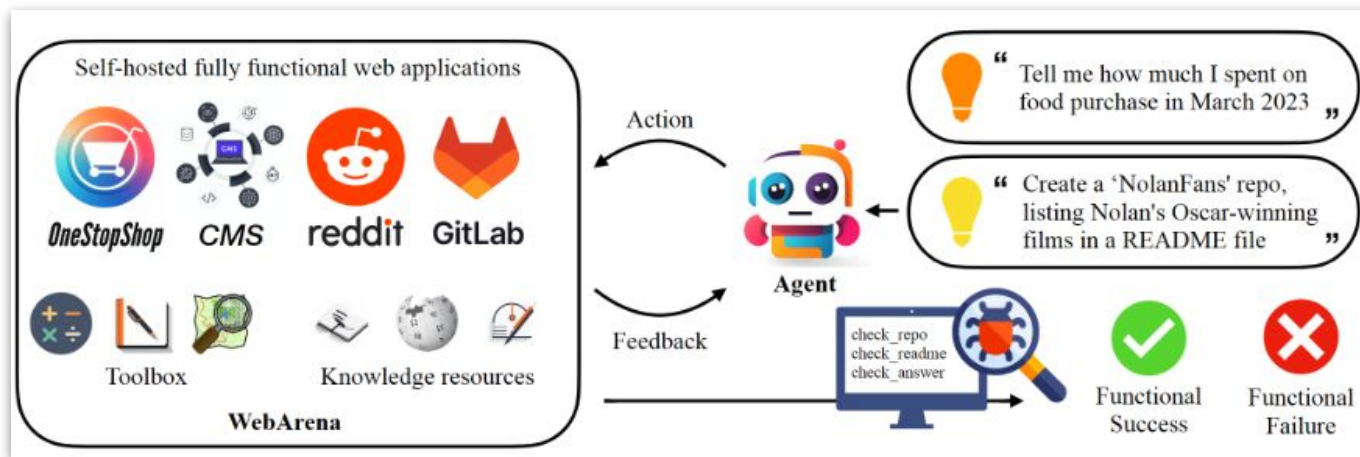 Self-hosted fully functional web applications
CMS
OneStopShop
CMS
reddit
GitLab
Toolbox
Knowledge resources
WebArena
Action
Feedback
Agent
“ Tell me how much I spent on
food purchase in March 2023 ”
“ Create a ‘NolanFans' repo,
listing Nolan's Oscar-winning
films in a README file ”
check_repo
check_readme
check_answer
Functional
Success
Functional
Failure